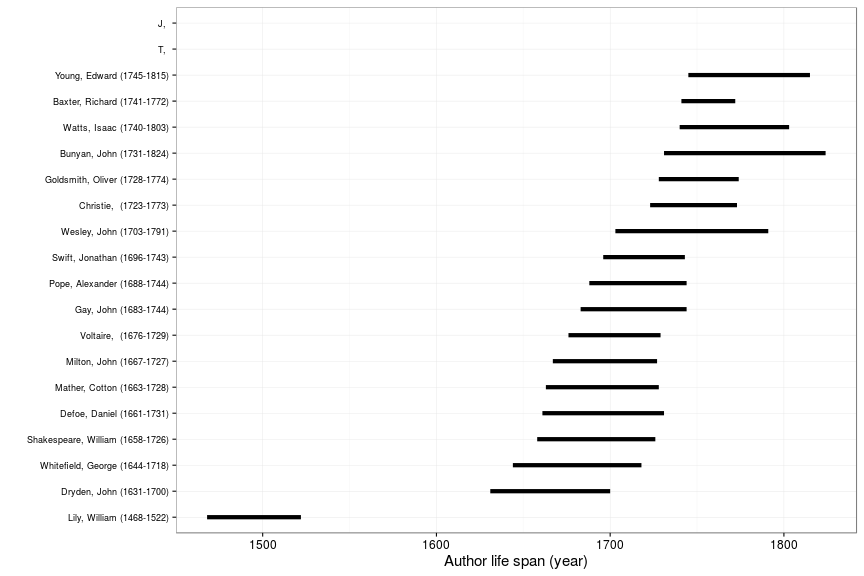 J,
T,
Young, Edward (1745-1815)
Baxter, Richard (1741-1772)
Watts, Isaac (1740-1803)
Bunyan, John (1731-1824)
Goldsmith, Oliver (1728-1774)
Christie,  (1723-1773)
Wesley, John (1703-1791)
Swift, Jonathan (1696-1743)
Pope, Alexander (1688-1744)
Gay, John (1683-1744)
Voltaire,  (1676-1729)
Milton, John (1667-1727)
Mather, Cotton (1663-1728)
Defoe, Daniel (1661-1731)
Shakespeare, William (1658-1726)
Whitefield, George (1644-1718)
Dryden, John (1631-1700)
Lily, William (1468-1522)
1500 1600 1700 1800
Author life span (year)